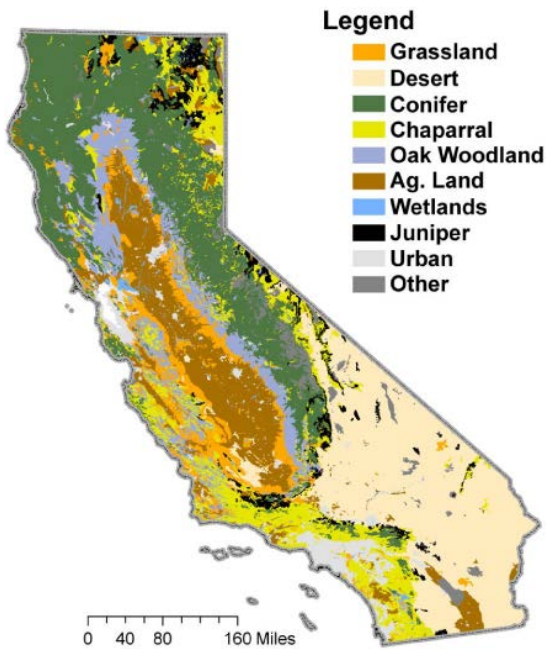 Legend
Grassland
Desert
Conifer
Chaparral
Oak Woodland
Ag. Land
Wetlands
Juniper
Urban
Other
0 40 80 160 Miles